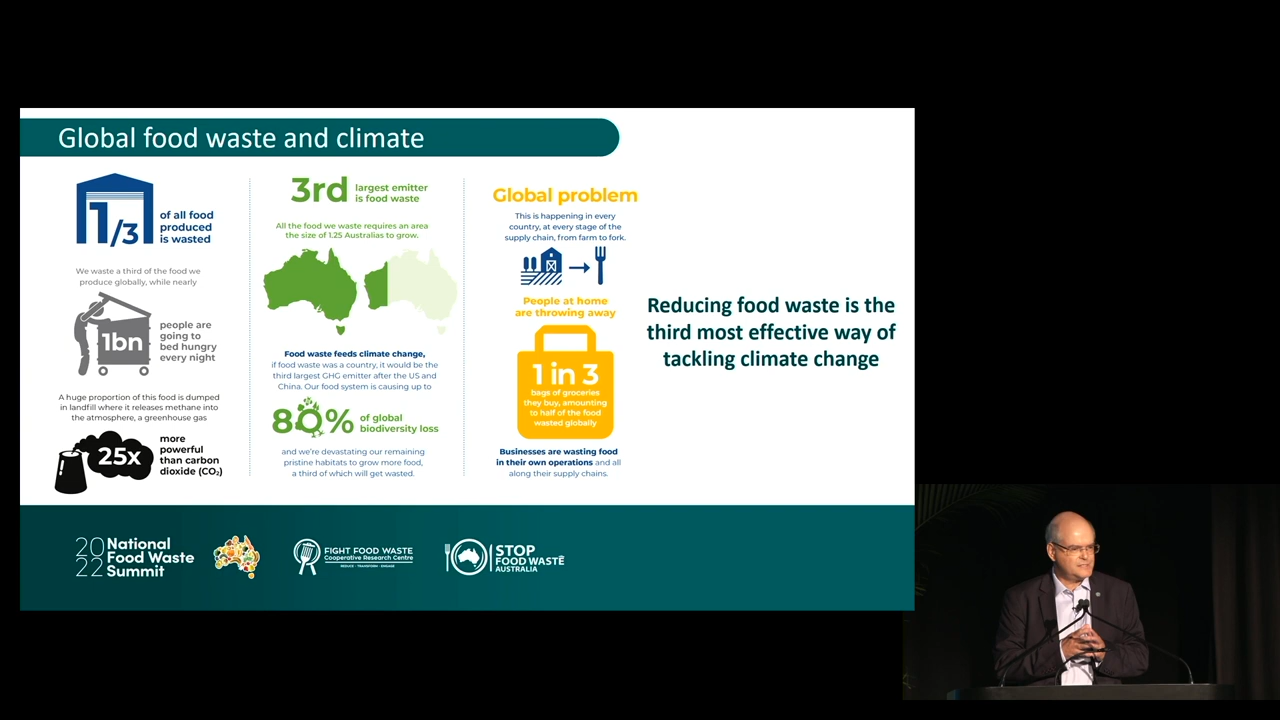 Global food waste and climate
1/3
of all food
produced
is wasted
We waste a third of the food we
produce globally, while nearly
1bn
people are
going to
bed hungry
every night
A huge proportion of this food is dumped
in landfill where it releases methane into
the atmosphere, a greenhouse gas
25x
more
powerful
than carbon
dioxide (CO₂)
3rd
largest emitter
is food waste
All the food we waste requires an area
the size of 1.25 Australias to grow.
Food waste feeds climate change,
if food waste was a country, it would be the
third largest GHG emitter after the US and
China. Our food system is causing up to
80%
of global
biodiversity loss
and we're devastating our remaining
pristine habitats to grow more food,
a third of which will get wasted.
Global problem
This is happening in every
country, at every stage of the
supply chain, from farm to fork.
People at home
are throwing away
1 in 3
bags of groceries
they buy, amounting
to half of the food
wasted globally
Businesses are wasting food
in their own operations and all
along their supply chains.
Reducing food waste is the
third most effective way of
tackling climate change
2022
National
Food Waste
Summit
FIGHT FOOD WASTE
Cooperative Research Centre
REDUCE · TRANSFORM · ENGAGE
STOP
FOOD WASTE
AUSTRALIA